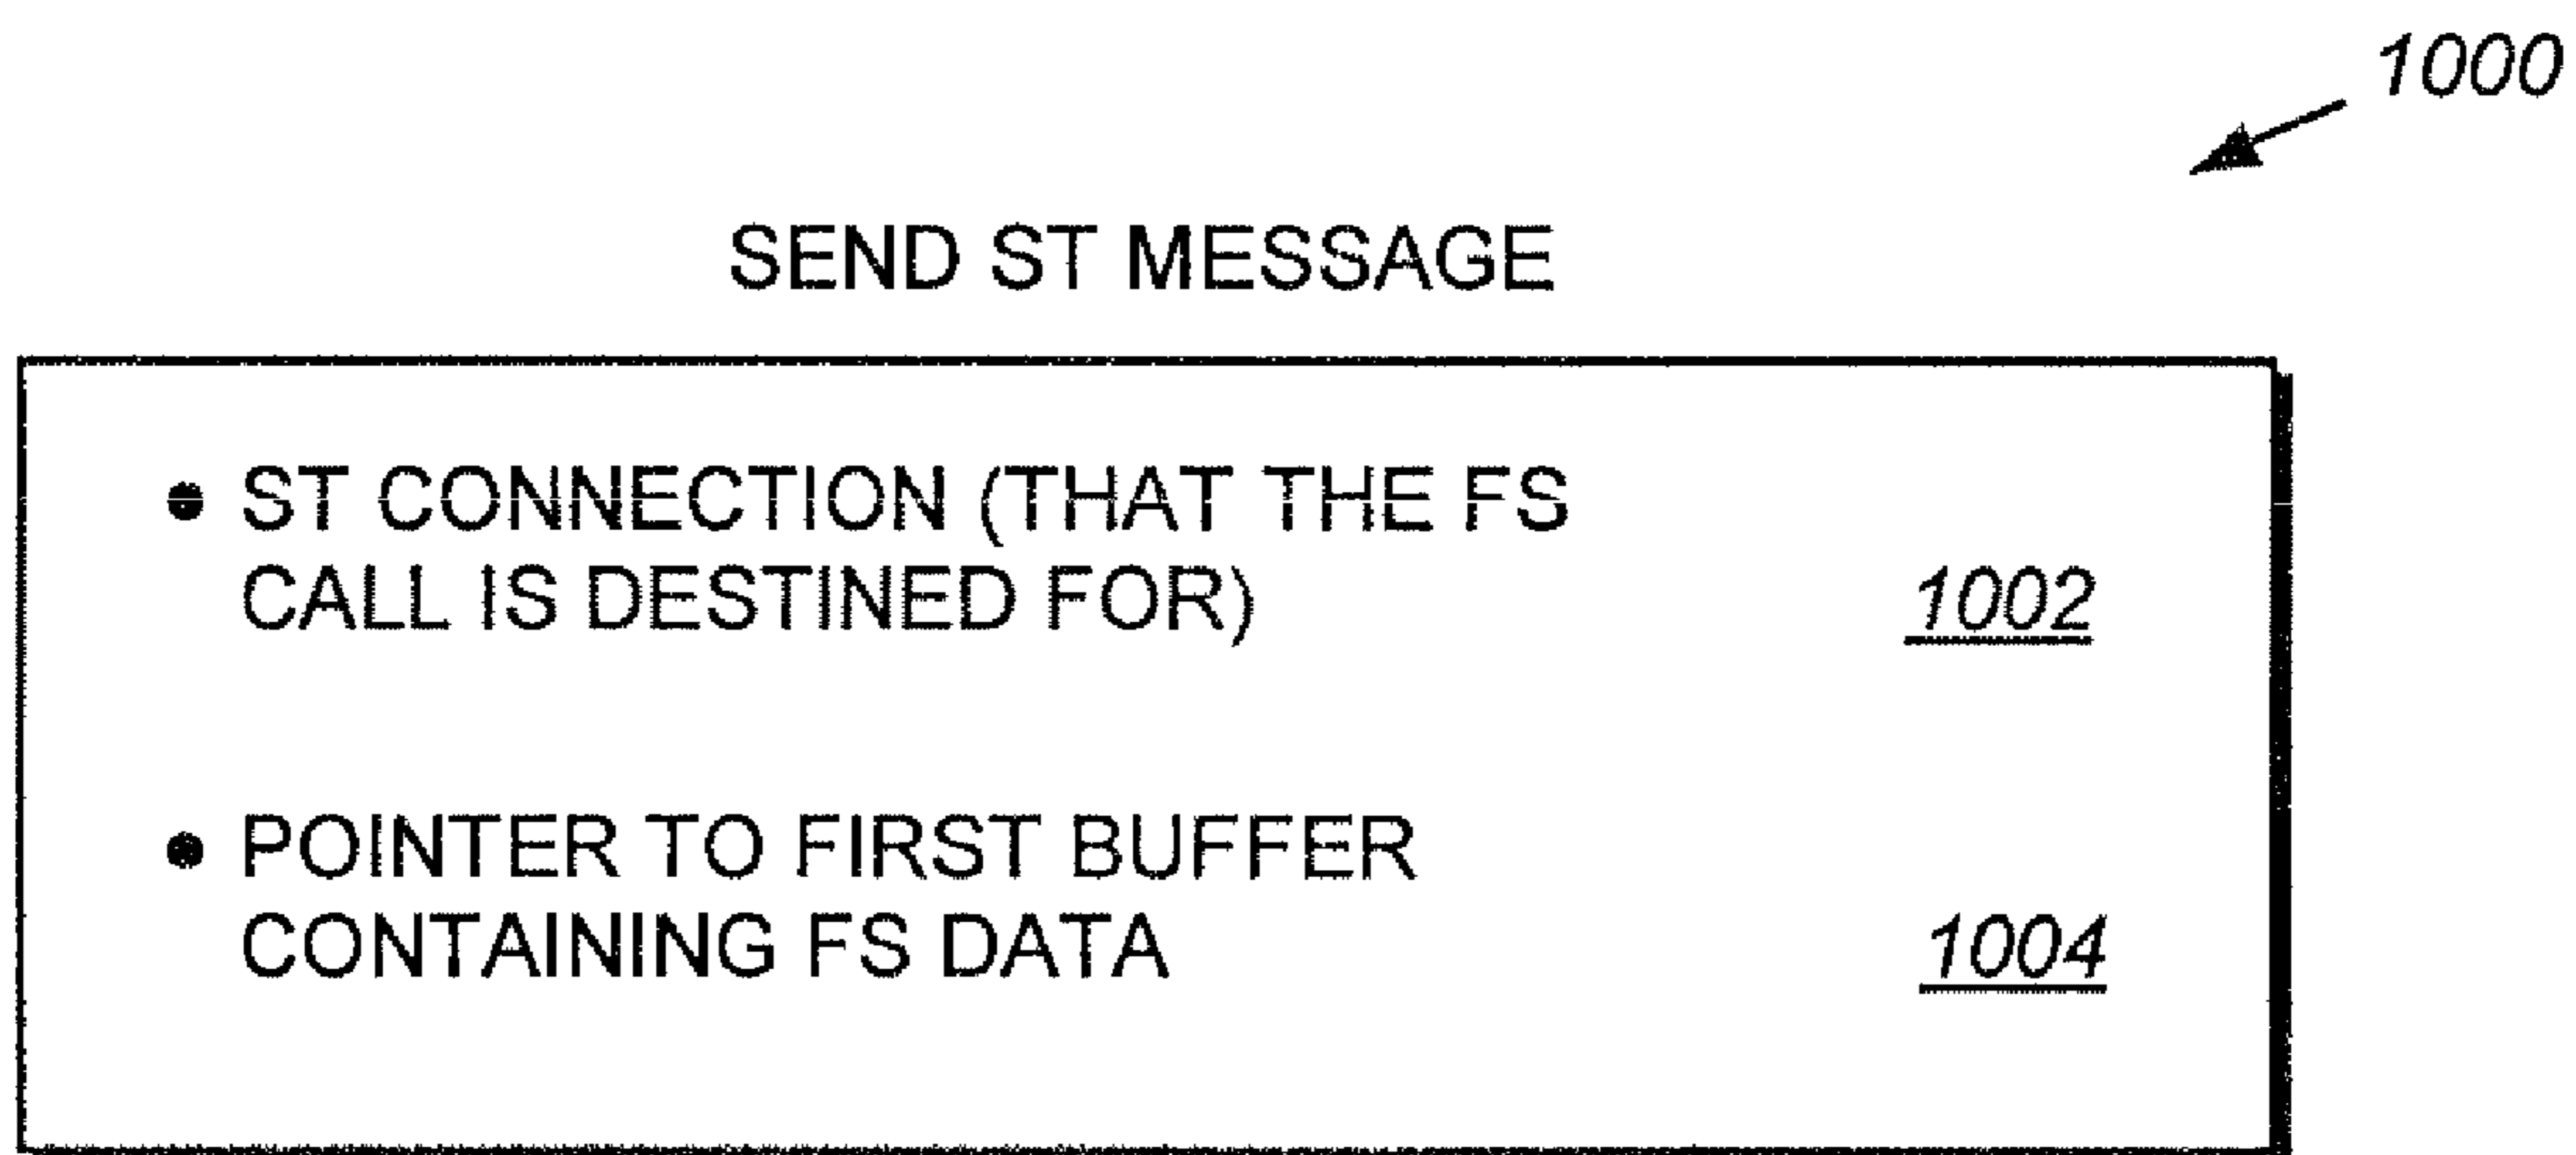 1000
SEND ST MESSAGE
• ST CONNECTION (THAT THE FS
CALL IS DESTINED FOR) 1002
• POINTER TO FIRST BUFFER
CONTAINING FS DATA 1004